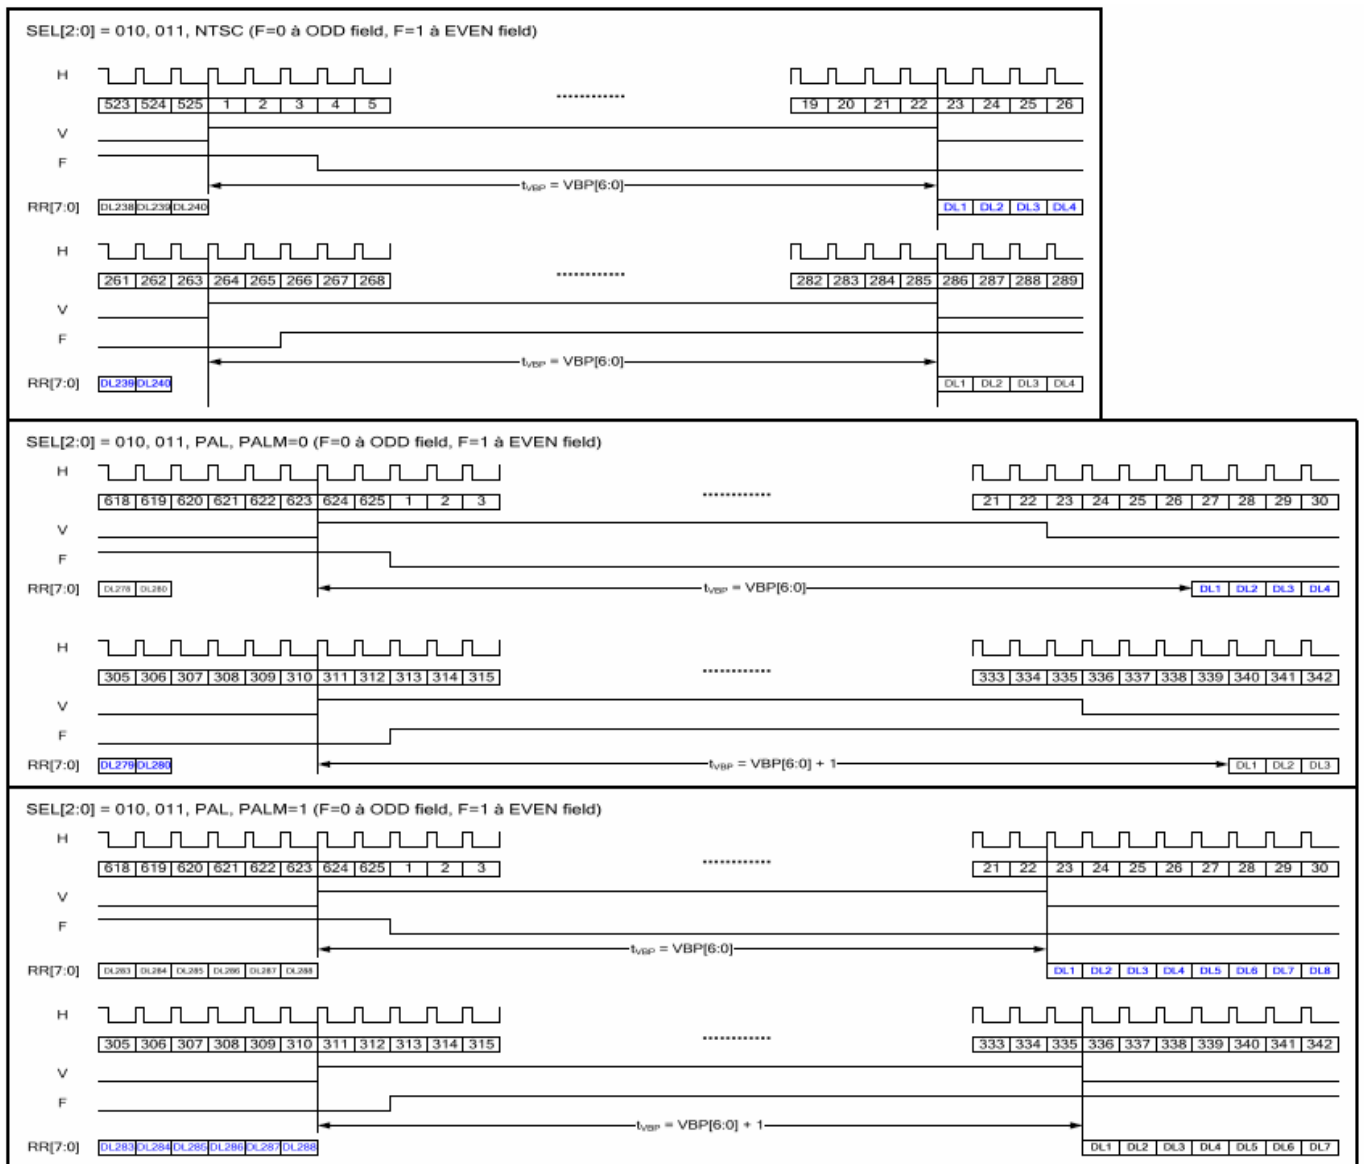 SEL[2:0] = 010, 011, NTSC (F=0 à ODD field, F=1 à EVEN field)
H
523 524 525 1 2 3 4 5 ............ 19 20 21 22 23 24 25 26
V
F
tVBP = VBP[6:0]
RR[7:0] DL238 DL239 DL240 DL1 DL2 DL3 DL4
H
261 262 263 264 265 266 267 268 ............ 282 283 284 285 286 287 288 289
V
F
tVBP = VBP[6:0]
RR[7:0] DL239 DL240 DL1 DL2 DL3 DL4
SEL[2:0] = 010, 011, PAL, PALM=0 (F=0 à ODD field, F=1 à EVEN field)
H
618 619 620 621 622 623 624 625 1 2 3 ............ 21 22 23 24 25 26 27 28 29 30
V
F
RR[7:0] DL280 tVBP = VBP[6:0] DL1 DL2 DL3 DL4
H
305 306 307 308 309 310 311 312 313 314 315 ............ 333 334 335 336 337 338 339 340 341 342
V
F
RR[7:0] DL279 DL280 tVBP = VBP[6:0] + 1 DL1 DL2 DL3
SEL[2:0] = 010, 011, PAL, PALM=1 (F=0 à ODD field, F=1 à EVEN field)
H
618 619 620 621 622 623 624 625 1 2 3 ............ 21 22 23 24 25 26 27 28 29 30
V
F
tVBP = VBP[6:0]
RR[7:0] DL283 DL284 DL285 DL286 DL287 DL288 DL1 DL2 DL3 DL4 DL5 DL6 DL7 DL8
H
305 306 307 308 309 310 311 312 313 314 315 ............ 333 334 335 336 337 338 339 340 341 342
V
F
tVBP = VBP[6:0] + 1
RR[7:0] DL283 DL284 DL285 DL286 DL287 DL288 DL1 DL2 DL3 DL4 DL5 DL6 DL7